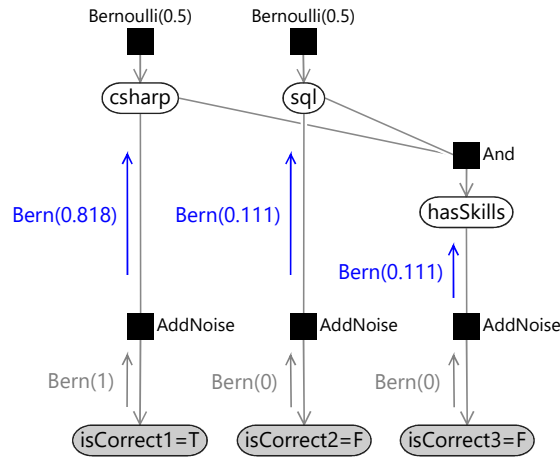 Bernoulli(0.5) Bernoulli(0.5)
csharp sql
And
Bern(0.818) Bern(0.111) hasSkills
Bern(0.111)
AddNoise AddNoise AddNoise
Bern(1) Bern(0) Bern(0)
isCorrect1=T isCorrect2=F isCorrect3=F